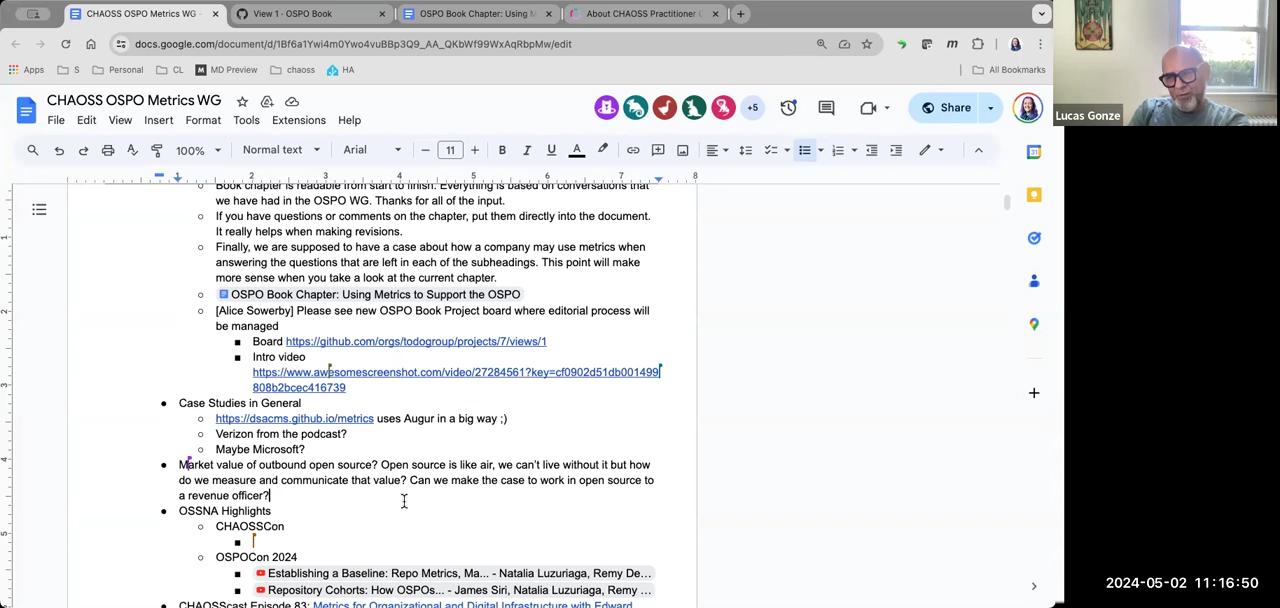 CHAOSS OSPO Metrics WG -
View 1 · OSPO Book
OSPO Book Chapter: Using M
About CHAOSS Practitioner
docs.google.com/document/d/1Bf6a1Ywi4m0Ywo4vuBBp3Q9_AA_QKbWf99WxAqRbpMw/edit
Apps S Personal CL MD Preview chaoss HA All Bookmarks
Lucas Gonze
CHAOSS OSPO Metrics WG
File Edit View Insert Format Tools Extensions Help
+5
Share
100% Normal text Arial 11 B I U A
1 2 3 4 5 6 7 8
Book chapter is readable from start to finish. Everything is based on conversations that
we have had in the OSPO WG. Thanks for all of the input.
If you have questions or comments on the chapter, put them directly into the document.
It really helps when making revisions.
Finally, we are supposed to have a case about how a company may use metrics when
answering the questions that are left in each of the subheadings. This point will make
more sense when you take a look at the current chapter.
OSPO Book Chapter: Using Metrics to Support the OSPO
[Alice Sowerby] Please see new OSPO Book Project board where editorial process will
be managed
Board https://github.com/orgs/todogroup/projects/7/views/1
Intro video
https://www.awesomescreenshot.com/video/27284561?key=cf0902d51db001499
808b2bcec416739
Case Studies in General
https://dsacms.github.io/metrics uses Augur in a big way ;)
Verizon from the podcast?
Maybe Microsoft?
Market value of outbound open source? Open source is like air, we can't live without it but how
do we measure and communicate that value? Can we make the case to work in open source to
a revenue officer?
OSSNA Highlights
CHAOSSCon
OSPOCon 2024
Establishing a Baseline: Repo Metrics, Ma... - Natalia Luzuriaga, Remy De...
Repository Cohorts: How OSPOs... - James Siri, Natalia Luzuriaga, Remy ...
CHAOSScast Episode 83: Metrics for Organizational and Digital Infrastructure with Edward
2024-05-02 11:16:50